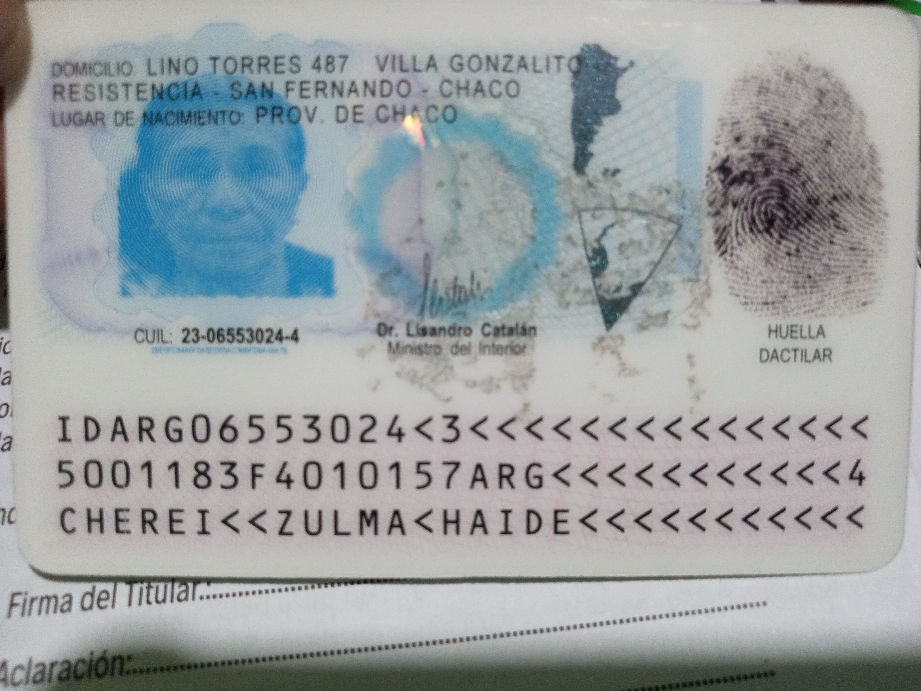 DOMICILIO: LINO TORRES 487 VILLA GONZALITO
RESISTENCIA - SAN FERNANDO - CHACO
LUGAR DE NACIMIENTO: PROV. DE CHACO
CUIL: 23-06553024-4
Dr. Lisandro Catalán
Ministro del Interior
HUELLA
DACTILAR
IDARG06553024<3<<<<<<<<<<<<<<<
5001183F4010157ARG<<<<<<<<<<<4
CHEREI<<ZULMA<HAIDE<<<<<<<<<<<
Firma del Titular:
Aclaración: